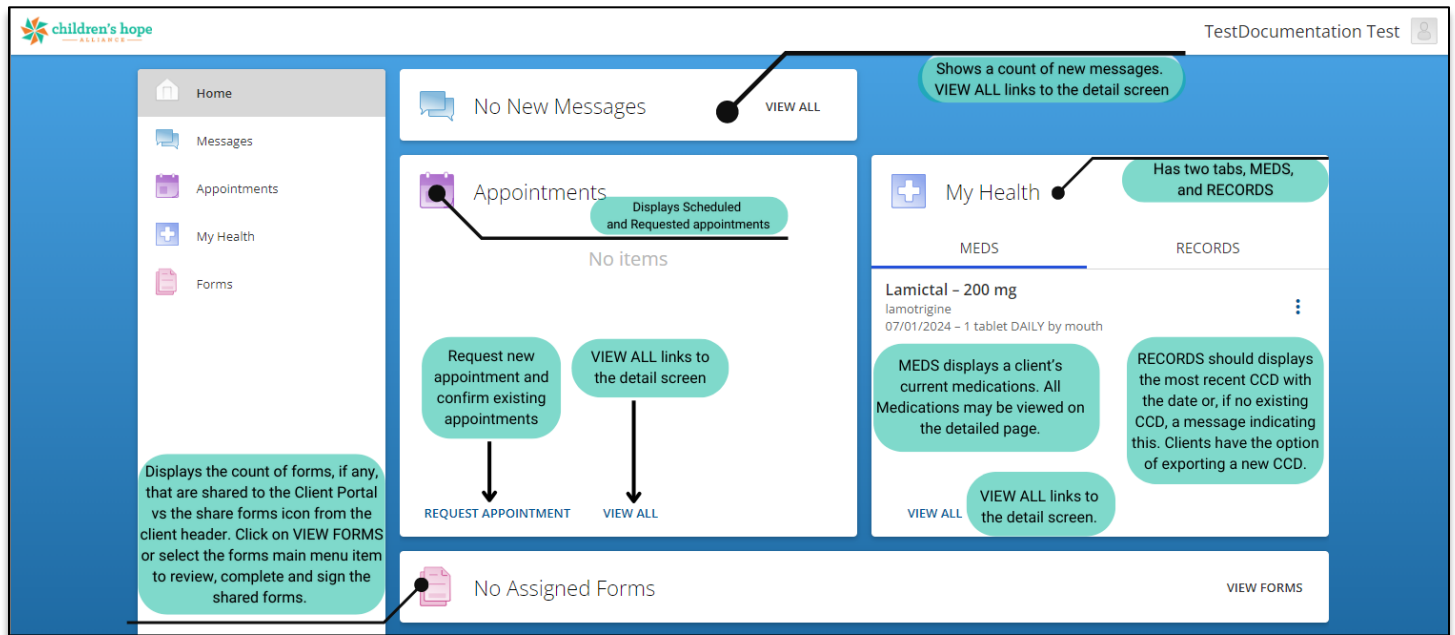 children's hope
ALLIANCE
TestDocumentation Test
Home
Messages
Appointments
My Health
Forms
Displays the count of forms, if any,
that are shared to the Client Portal
vs the share forms icon from the
client header. Click on VIEW FORMS
or select the forms main menu item
to review, complete and sign the
shared forms.
No New Messages
VIEW ALL
Shows a count of new messages.
VIEW ALL links to the detail screen
Appointments
Displays Scheduled
and Requested appointments
No items
Request new
appointment and
confirm existing
appointments
VIEW ALL links to
the detail screen
REQUEST APPOINTMENT
VIEW ALL
My Health
Has two tabs, MEDS,
and RECORDS
MEDS
RECORDS
Lamictal – 200 mg
lamotrigine
07/01/2024 – 1 tablet DAILY by mouth
MEDS displays a client's
current medications. All
Medications may be viewed on
the detailed page.
RECORDS should displays
the most recent CCD with
the date or, if no existing
CCD, a message indicating
this. Clients have the option
of exporting a new CCD.
VIEW ALL
VIEW ALL links to
the detail screen.
No Assigned Forms
VIEW FORMS